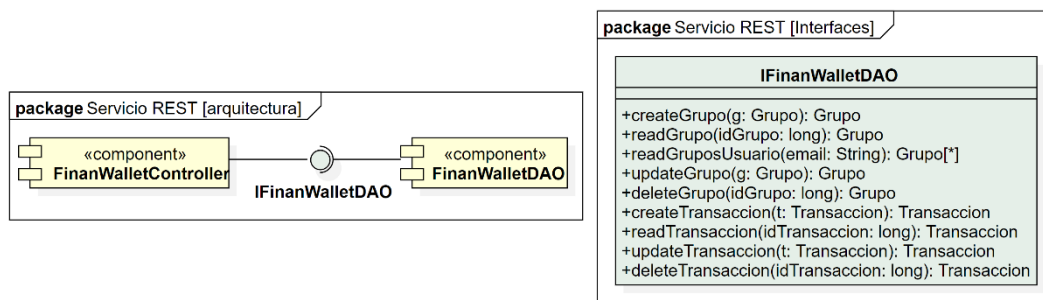 package Servicio REST [arquitectura]
«component»
FinanWalletController
IFinanWalletDAO
«component»
FinanWalletDAO
package Servicio REST [Interfaces]
IFinanWalletDAO
+createGrupo(g: Grupo): Grupo
+readGrupo(idGrupo: long): Grupo
+readGruposUsuario(email: String): Grupo[*]
+updateGrupo(g: Grupo): Grupo
+deleteGrupo(idGrupo: long): Grupo
+createTransaccion(t: Transaccion): Transaccion
+readTransaccion(idTransaccion: long): Transaccion
+updateTransaccion(t: Transaccion): Transaccion
+deleteTransaccion(idTransaccion: long): Transaccion